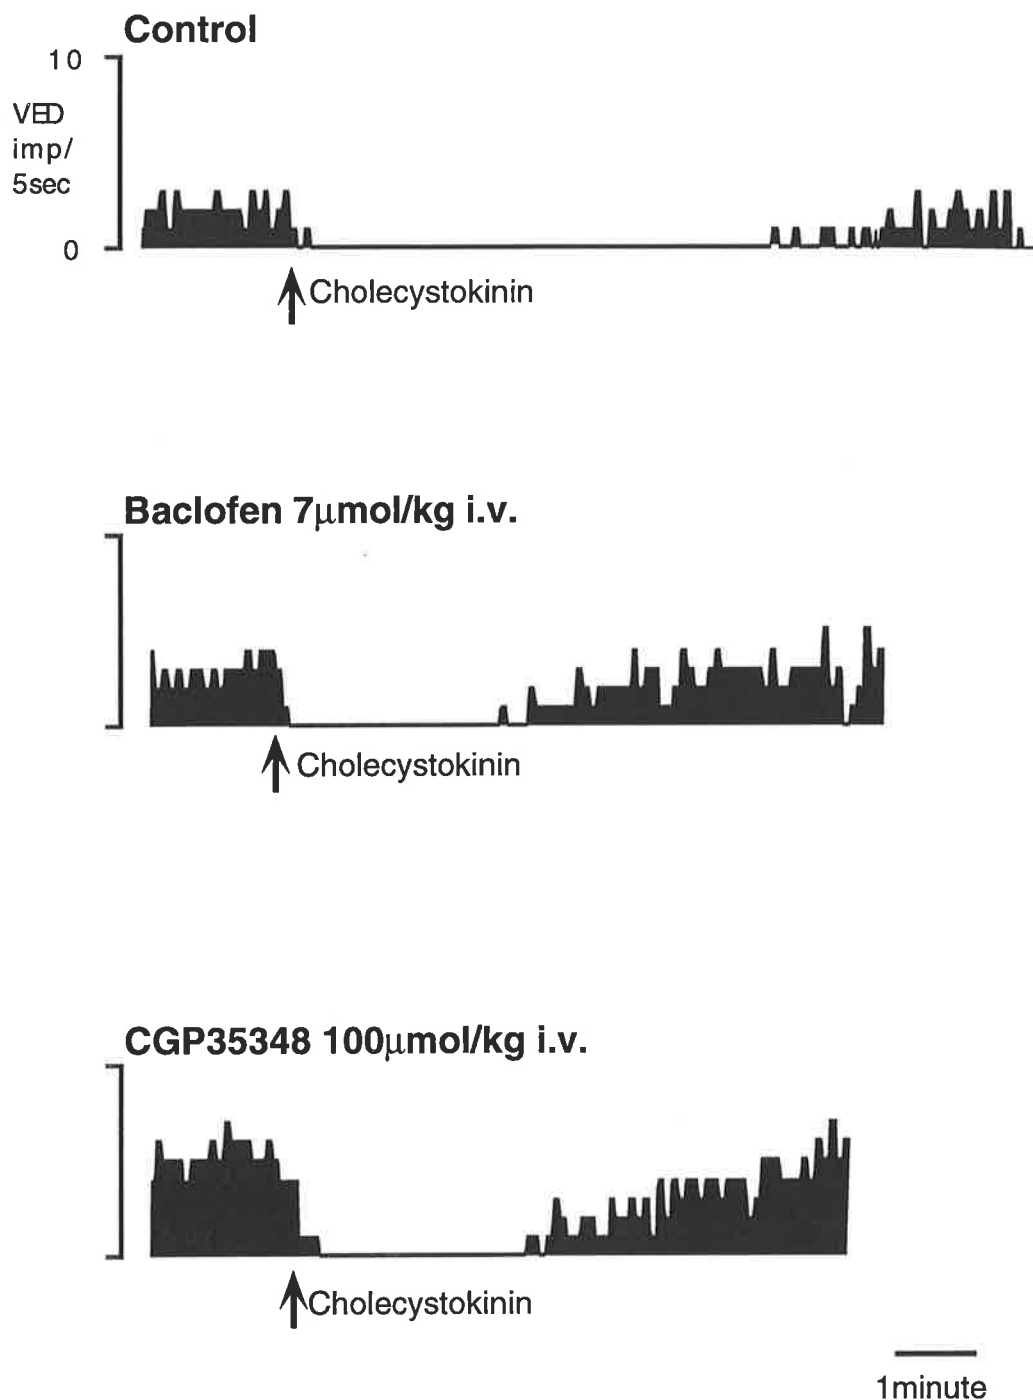 Control
10
VED
imp/
5sec
0
Cholecystokinin
Baclofen 7μmol/kg i.v.
Cholecystokinin
CGP35348 100μmol/kg i.v.
Cholecystokinin
1minute